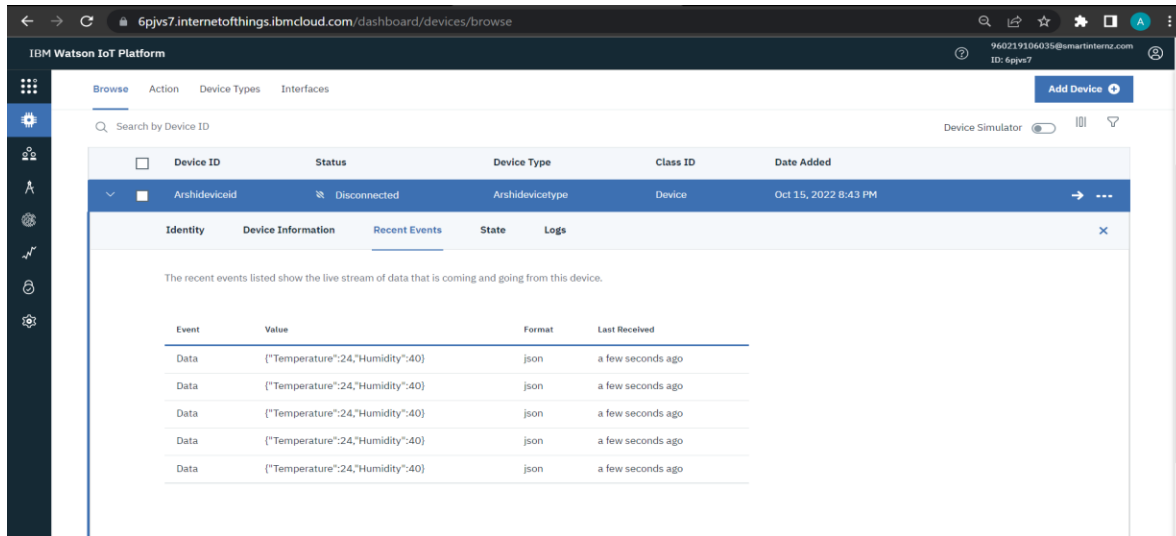 6pjvs7.internetofthings.ibmcloud.com/dashboard/devices/browse
A
IBM Watson IoT Platform
960219106035@smartinternz.com
ID: 6pjvs7
Browse Action Device Types Interfaces
Add Device
Search by Device ID
Device Simulator
Device ID Status Device Type Class ID Date Added
Arshideviceid Disconnected Arshidevicetype Device Oct 15, 2022 8:43 PM
Identity Device Information Recent Events State Logs
The recent events listed show the live stream of data that is coming and going from this device.
Event Value Format Last Received
Data {"Temperature":24,"Humidity":40} json a few seconds ago
Data {"Temperature":24,"Humidity":40} json a few seconds ago
Data {"Temperature":24,"Humidity":40} json a few seconds ago
Data {"Temperature":24,"Humidity":40} json a few seconds ago
Data {"Temperature":24,"Humidity":40} json a few seconds ago